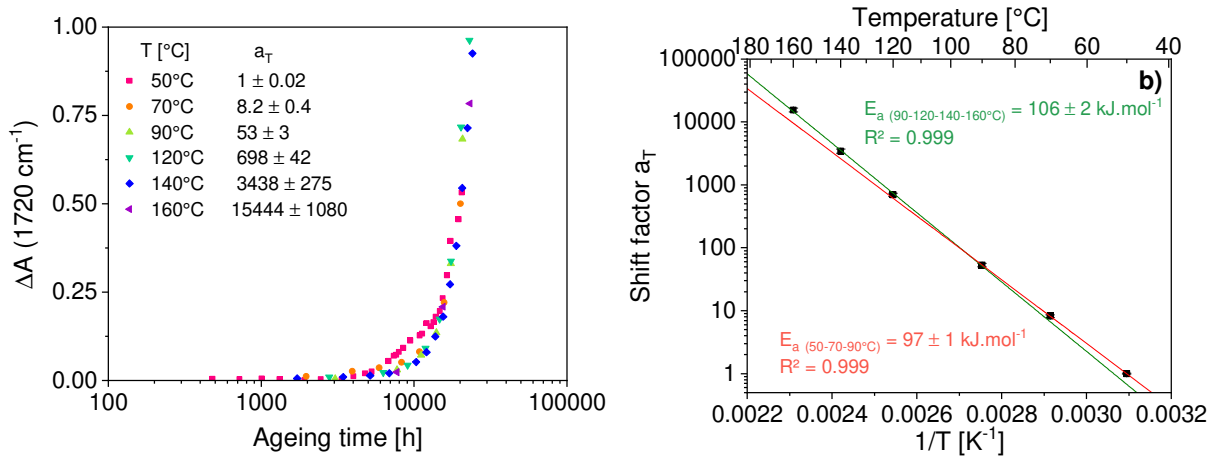 1.00
0.75
0.50
0.25
0.00
ΔA (1720 cm⁻¹)
T [°C] a_T
50°C 1 ± 0.02
70°C 8.2 ± 0.4
90°C 53 ± 3
120°C 698 ± 42
140°C 3438 ± 275
160°C 15444 ± 1080
100 1000 10000 100000
Ageing time [h]
Temperature [°C]
180 160 140 120 100 80 60 40
b)
100000
10000
1000
100
10
1
Shift factor a_T
E_a (90-120-140-160°C) = 106 ± 2 kJ.mol⁻¹
R² = 0.999
E_a (50-70-90°C) = 97 ± 1 kJ.mol⁻¹
R² = 0.999
0.0022 0.0024 0.0026 0.0028 0.0030 0.0032
1/T [K⁻¹]